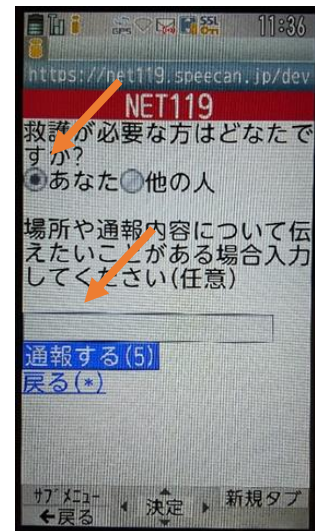 GPS SSL On 11:36
https://net119.speecan.jp/dev
NET119
救護が必要な方はどなたで
すか?
あなた 他の人
場所や通報内容について伝
えたいことがある場合入力
してください(任意)
通報する(5)
戻る(*)
サブメニュー 決定 新規タブ
←戻る